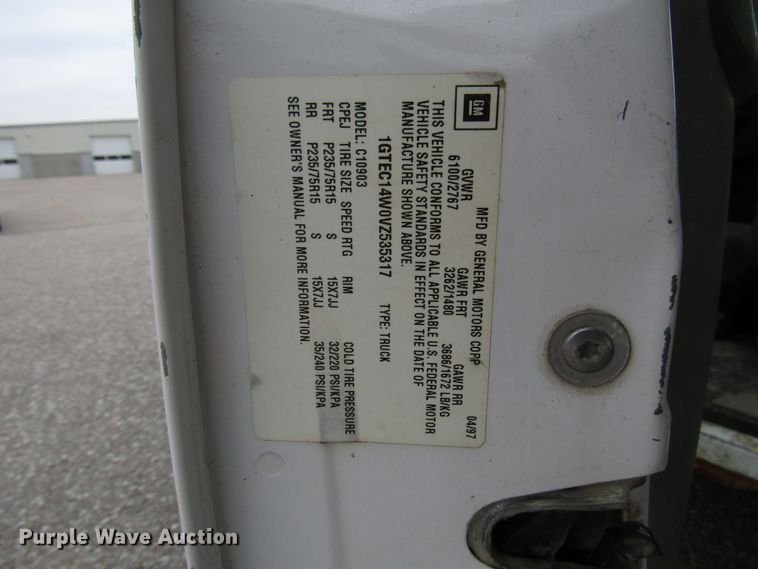 GM
MFD BY GENERAL MOTORS CORP 04/97
GVWR GAWR FRT GAWR RR
6100/2767 3262/1480 3686/1672 LB/KG
THIS VEHICLE CONFORMS TO ALL APPLICABLE U.S. FEDERAL MOTOR
VEHICLE SAFETY STANDARDS IN EFFECT ON THE DATE OF
MANUFACTURE SHOWN ABOVE.
1GTEC14W0VZ535317 TYPE: TRUCK
MODEL: C10903
CPEJ TIRE SIZE SPEED RTG RIM COLD TIRE PRESSURE
FRT P235/75R15 S 15X7JJ 32/220 PSI/KPA
RR P235/75R15 S 15X7JJ 35/240 PSI/KPA
SEE OWNER'S MANUAL FOR MORE INFORMATION.
Purple Wave Auction